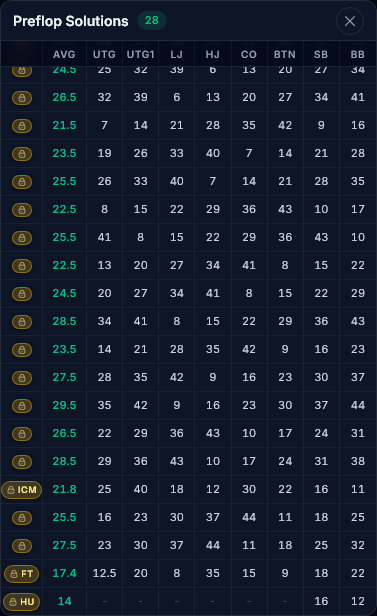 Preflop Solutions 28
AVG UTG UTG1 LJ HJ CO BTN SB BB
24.5 25 32 39 6 13 20 27 34
26.5 32 39 6 13 20 27 34 41
21.5 7 14 21 28 35 42 9 16
23.5 19 26 33 40 7 14 21 28
25.5 26 33 40 7 14 21 28 35
22.5 8 15 22 29 36 43 10 17
25.5 41 8 15 22 29 36 43 10
22.5 13 20 27 34 41 8 15 22
24.5 20 27 34 41 8 15 22 29
28.5 34 41 8 15 22 29 36 43
23.5 14 21 28 35 42 9 16 23
27.5 28 35 42 9 16 23 30 37
29.5 35 42 9 16 23 30 37 44
26.5 22 29 36 43 10 17 24 31
28.5 29 36 43 10 17 24 31 38
ICM 21.8 25 40 18 12 30 22 16 11
25.5 16 23 30 37 44 11 18 25
27.5 23 30 37 44 11 18 25 32
FT 17.4 12.5 20 8 35 15 9 18 22
HU 14 - - - - - - 16 12